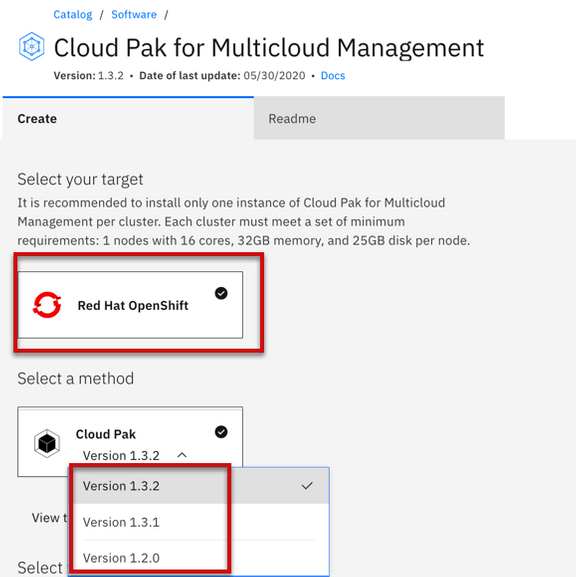 Catalog / Software /
Cloud Pak for Multicloud Management
Version: 1.3.2 • Date of last update: 05/30/2020 • Docs
Create
Readme
Select your target
It is recommended to install only one instance of Cloud Pak for Multicloud
Management per cluster. Each cluster must meet a set of minimum
requirements: 1 nodes with 16 cores, 32GB memory, and 25GB disk per node.
Red Hat OpenShift
Select a method
Cloud Pak
Version 1.3.2
Version 1.3.2
Version 1.3.1
View t
Version 1.2.0
Select